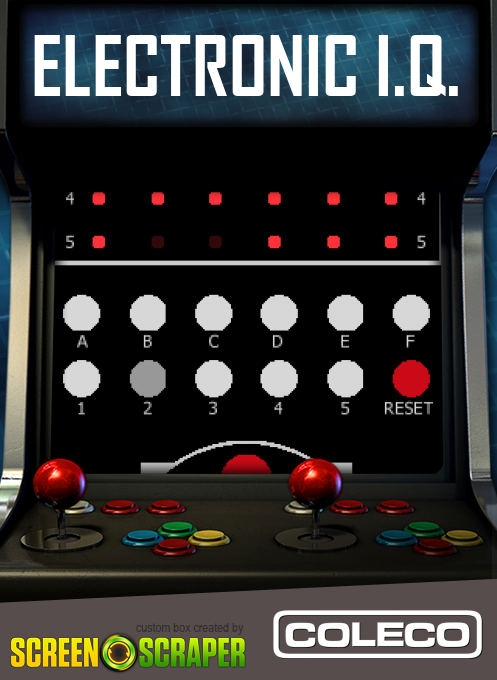 ELECTRONIC I.Q.
4 4
5 5
A B C D E F
1 2 3 4 5 RESET
custom box created by
SCREEN SCRAPER
COLECO